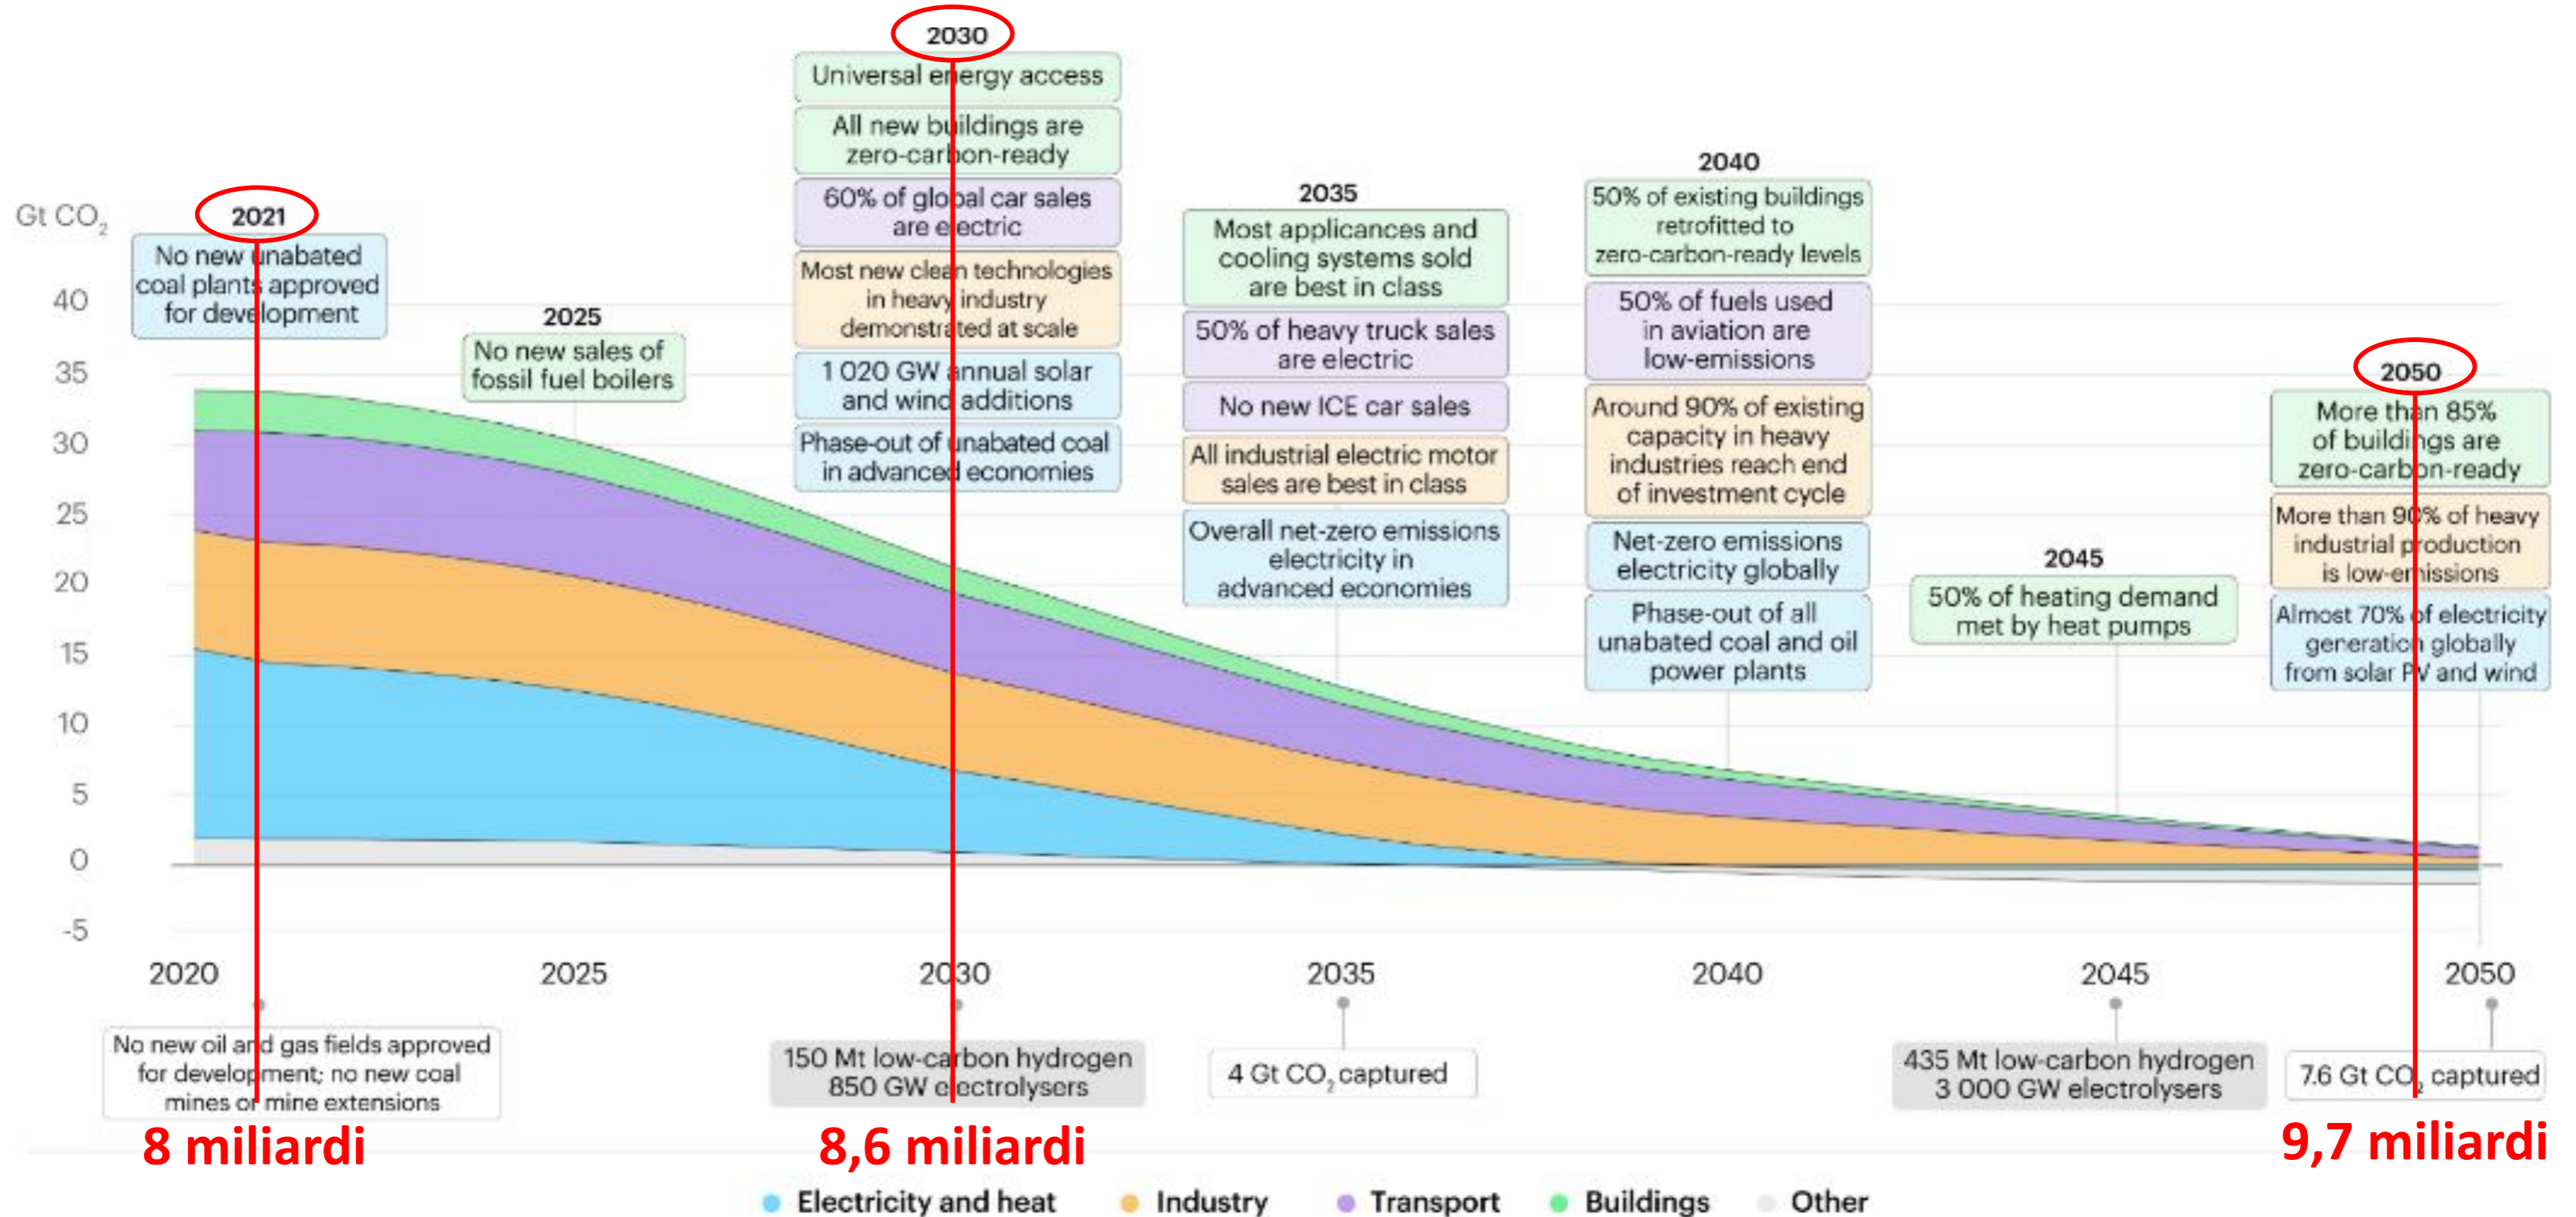 Gt CO₂
40
35
30
25
20
15
10
5
0
-5
2021
No new unabated
coal plants approved
for development
2025
No new sales of
fossil fuel boilers
2030
Universal energy access
All new buildings are
zero-carbon-ready
60% of global car sales
are electric
Most new clean technologies
in heavy industry
demonstrated at scale
1 020 GW annual solar
and wind additions
Phase-out of unabated coal
in advanced economies
2035
Most applicances and
cooling systems sold
are best in class
50% of heavy truck sales
are electric
No new ICE car sales
All industrial electric motor
sales are best in class
Overall net-zero emissions
electricity in
advanced economies
2040
50% of existing buildings
retrofitted to
zero-carbon-ready levels
50% of fuels used
in aviation are
low-emissions
Around 90% of existing
capacity in heavy
industries reach end
of investment cycle
Net-zero emissions
electricity globally
Phase-out of all
unabated coal and oil
power plants
2045
50% of heating demand
met by heat pumps
2050
More than 85%
of buildings are
zero-carbon-ready
More than 90% of heavy
industrial production
is low-emissions
Almost 70% of electricity
generation globally
from solar PV and wind
2020 2025 2030 2035 2040 2045 2050
No new oil and gas fields approved
for development; no new coal
mines or mine extensions
150 Mt low-carbon hydrogen
850 GW electrolysers
4 Gt CO₂ captured
435 Mt low-carbon hydrogen
3 000 GW electrolysers
7.6 Gt CO₂ captured
8 miliardi
8,6 miliardi
9,7 miliardi
Electricity and heat Industry Transport Buildings Other